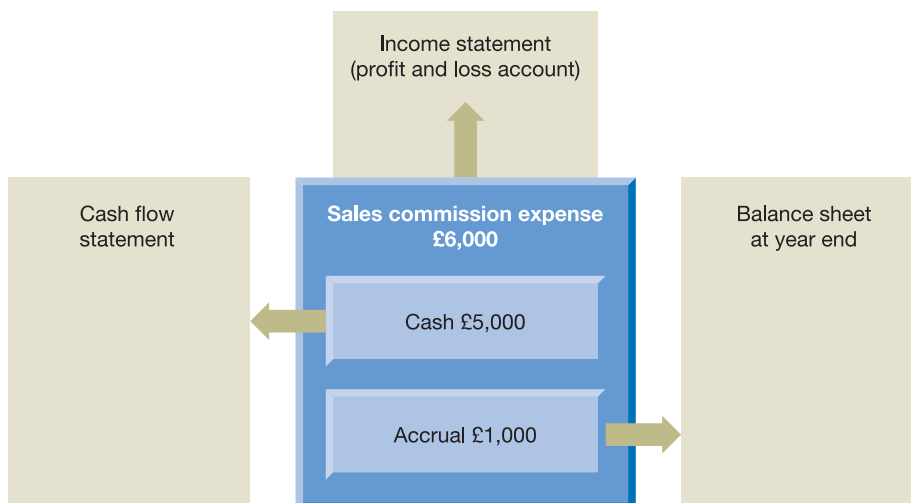 Income statement
(profit and loss account)
Cash flow
statement
Sales commission expense
£6,000
Balance sheet
at year end
Cash £5,000
Accrual £1,000